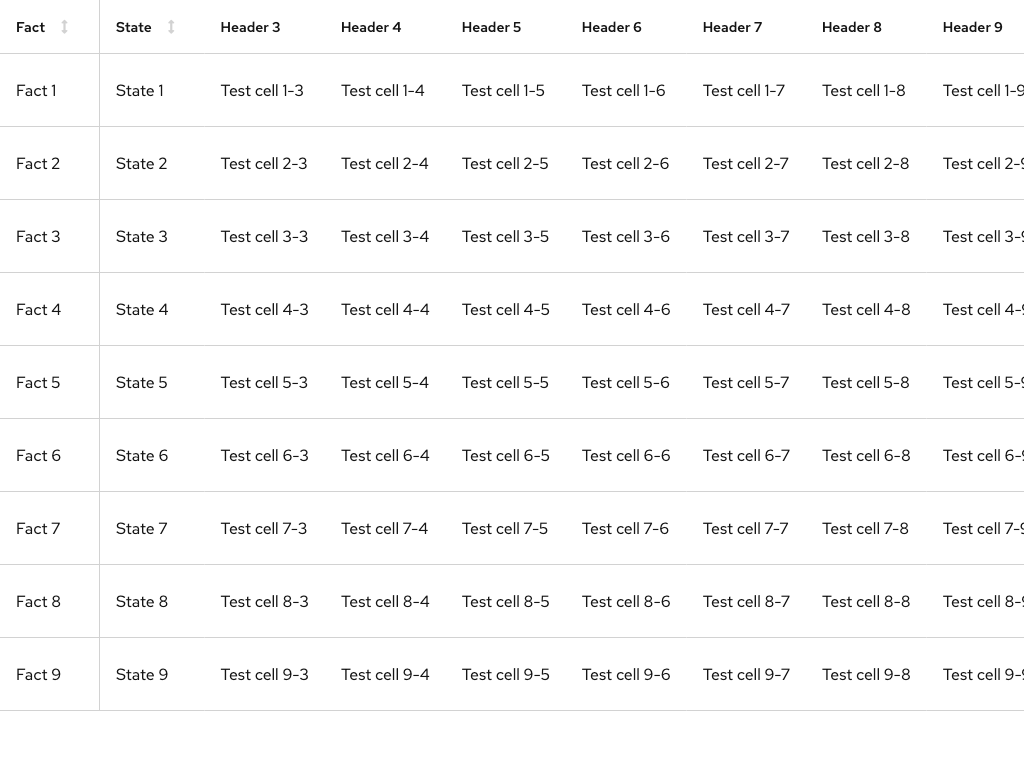 Fact State Header 3 Header 4 Header 5 Header 6 Header 7 Header 8 Header 9
Fact 1 State 1 Test cell 1-3 Test cell 1-4 Test cell 1-5 Test cell 1-6 Test cell 1-7 Test cell 1-8 Test cell 1-9
Fact 2 State 2 Test cell 2-3 Test cell 2-4 Test cell 2-5 Test cell 2-6 Test cell 2-7 Test cell 2-8 Test cell 2-9
Fact 3 State 3 Test cell 3-3 Test cell 3-4 Test cell 3-5 Test cell 3-6 Test cell 3-7 Test cell 3-8 Test cell 3-9
Fact 4 State 4 Test cell 4-3 Test cell 4-4 Test cell 4-5 Test cell 4-6 Test cell 4-7 Test cell 4-8 Test cell 4-9
Fact 5 State 5 Test cell 5-3 Test cell 5-4 Test cell 5-5 Test cell 5-6 Test cell 5-7 Test cell 5-8 Test cell 5-9
Fact 6 State 6 Test cell 6-3 Test cell 6-4 Test cell 6-5 Test cell 6-6 Test cell 6-7 Test cell 6-8 Test cell 6-9
Fact 7 State 7 Test cell 7-3 Test cell 7-4 Test cell 7-5 Test cell 7-6 Test cell 7-7 Test cell 7-8 Test cell 7-9
Fact 8 State 8 Test cell 8-3 Test cell 8-4 Test cell 8-5 Test cell 8-6 Test cell 8-7 Test cell 8-8 Test cell 8-9
Fact 9 State 9 Test cell 9-3 Test cell 9-4 Test cell 9-5 Test cell 9-6 Test cell 9-7 Test cell 9-8 Test cell 9-9